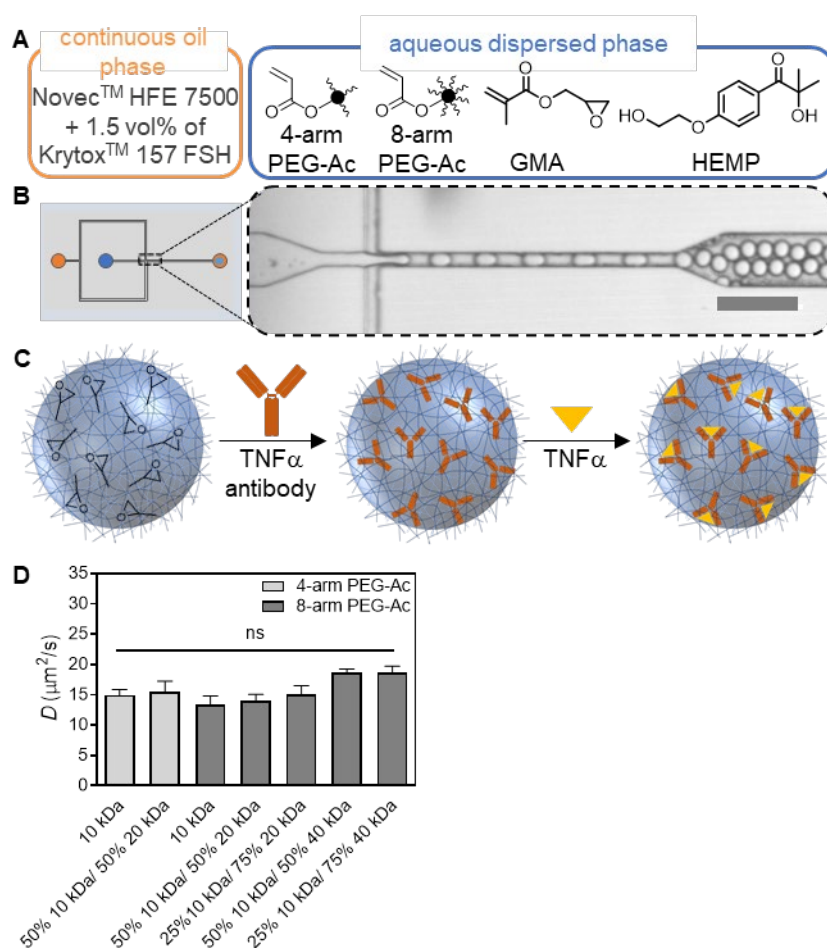 A
continuous oil
phase
Novec™ HFE 7500
+ 1.5 vol% of
Krytox™ 157 FSH
aqueous dispersed phase
O
O
4-arm
PEG-Ac
O
O
8-arm
PEG-Ac
O
O
O
GMA
O
HO
O
OH
HEMP
B
C
O
O
O
O
O
O
O
O
O
TNFα
antibody
TNFα
D
4-arm PEG-Ac
8-arm PEG-Ac
ns
D (μm²/s)
35
30
25
20
15
10
5
0
10 kDa
50% 10 kDa/ 50% 20 kDa
10 kDa
50% 10 kDa/ 50% 20 kDa
25%10 kDa/ 75% 20 kDa
50% 10 kDa/ 50% 40 kDa
25% 10 kDa/ 75% 40 kDa